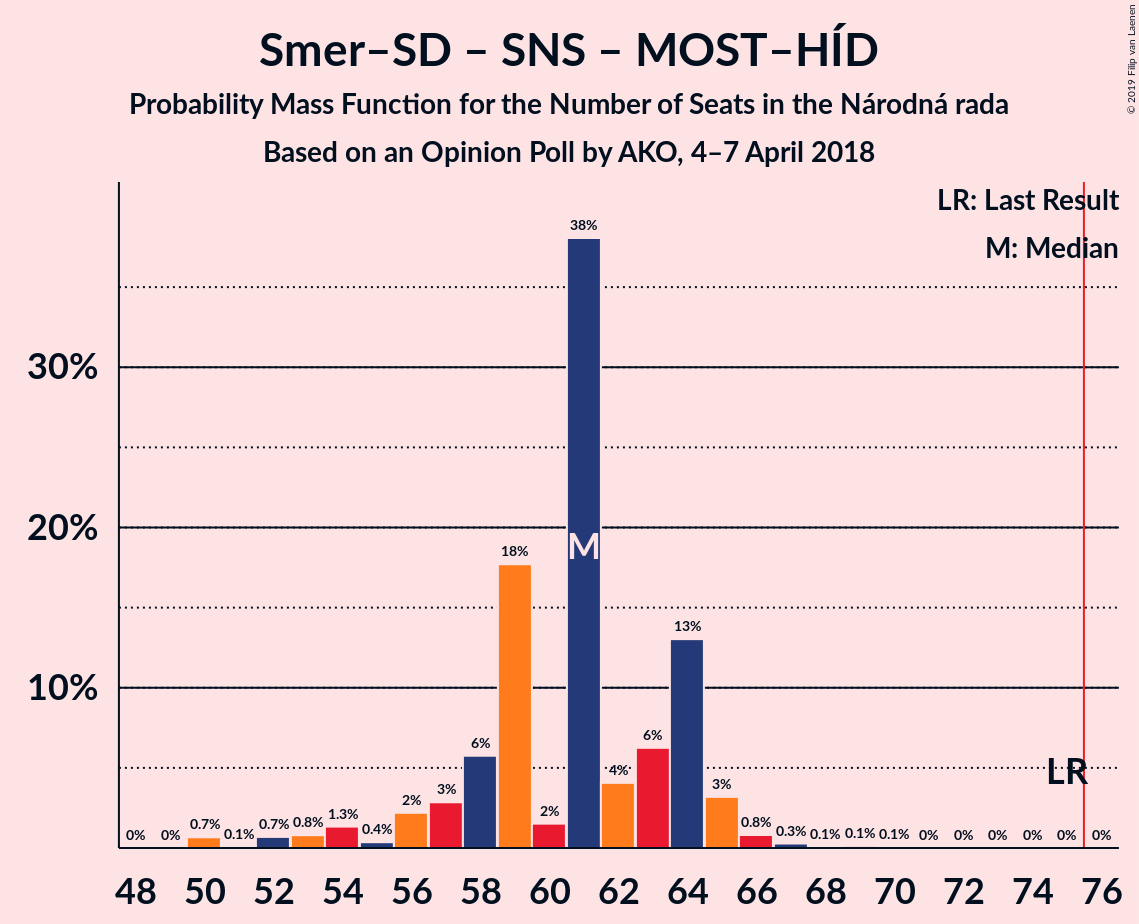 Smer–SD – SNS – MOST–HÍD
Probability Mass Function for the Number of Seats in the Národná rada
Based on an Opinion Poll by AKO, 4–7 April 2018
© 2019 Filip van Laenen
LR: Last Result
M: Median
30%
20%
10%
0% 0% 0.7% 0.1% 0.7% 0.8% 1.3% 0.4% 2% 3% 6% 18% 2% 38% 4% 6% 13% 3% 0.8% 0.3% 0.1% 0.1% 0.1% 0% 0% 0% 0% 0% 0%
M
LR
48 50 52 54 56 58 60 62 64 66 68 70 72 74 76